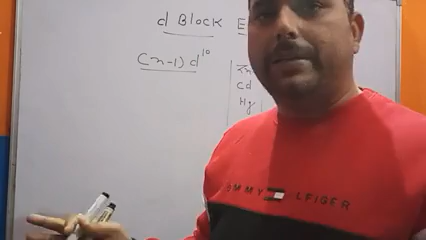 d Block E
(n-1)d¹⁰
Zn
Cd
Hg
OMMY LFIGER